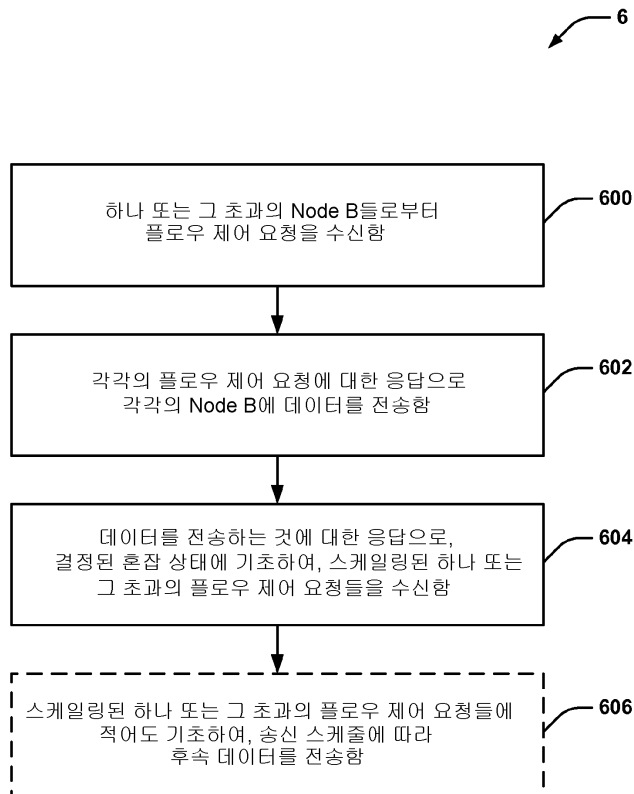 6
하나 또는 그 초과의 Node B들로부터
플로우 제어 요청을 수신함
600
각각의 플로우 제어 요청에 대한 응답으로
각각의 Node B에 데이터를 전송함
602
데이터를 전송하는 것에 대한 응답으로,
결정된 혼잡 상태에 기초하여, 스케일링된 하나 또는
그 초과의 플로우 제어 요청들을 수신함
604
스케일링된 하나 또는 그 초과의 플로우 제어 요청들에
적어도 기초하여, 송신 스케줄에 따라
후속 데이터를 전송함
606